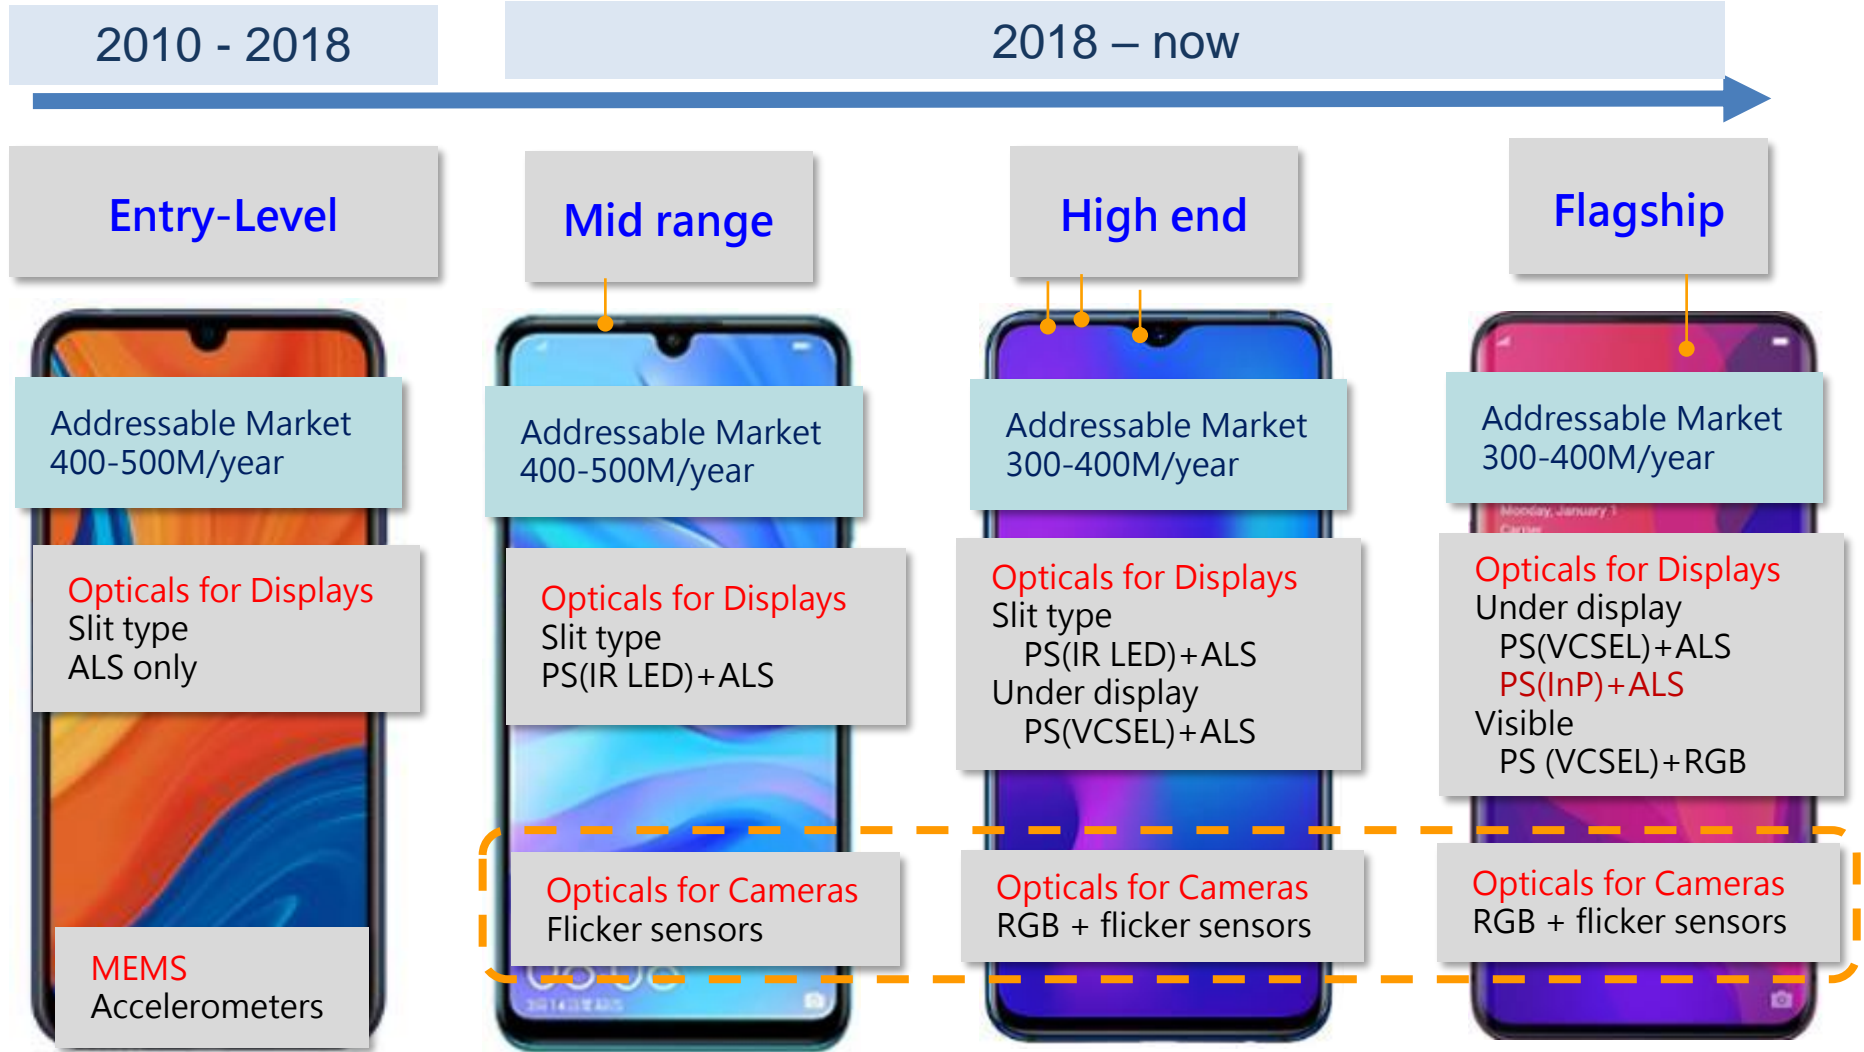 2010 - 2018
2018 – now
Entry-Level
Mid range
High end
Flagship
Addressable Market
400-500M/year
Opticals for Displays
Slit type
ALS only
MEMS
Accelerometers
Addressable Market
400-500M/year
Opticals for Displays
Slit type
PS(IR LED)+ALS
Opticals for Cameras
Flicker sensors
Addressable Market
300-400M/year
Opticals for Displays
Slit type
PS(IR LED)+ALS
Under display
PS(VCSEL)+ALS
Opticals for Cameras
RGB + flicker sensors
Addressable Market
300-400M/year
Monday, January 1
Opticals for Displays
Under display
PS(VCSEL)+ALS
PS(InP)+ALS
Visible
PS (VCSEL)+RGB
Opticals for Cameras
RGB + flicker sensors